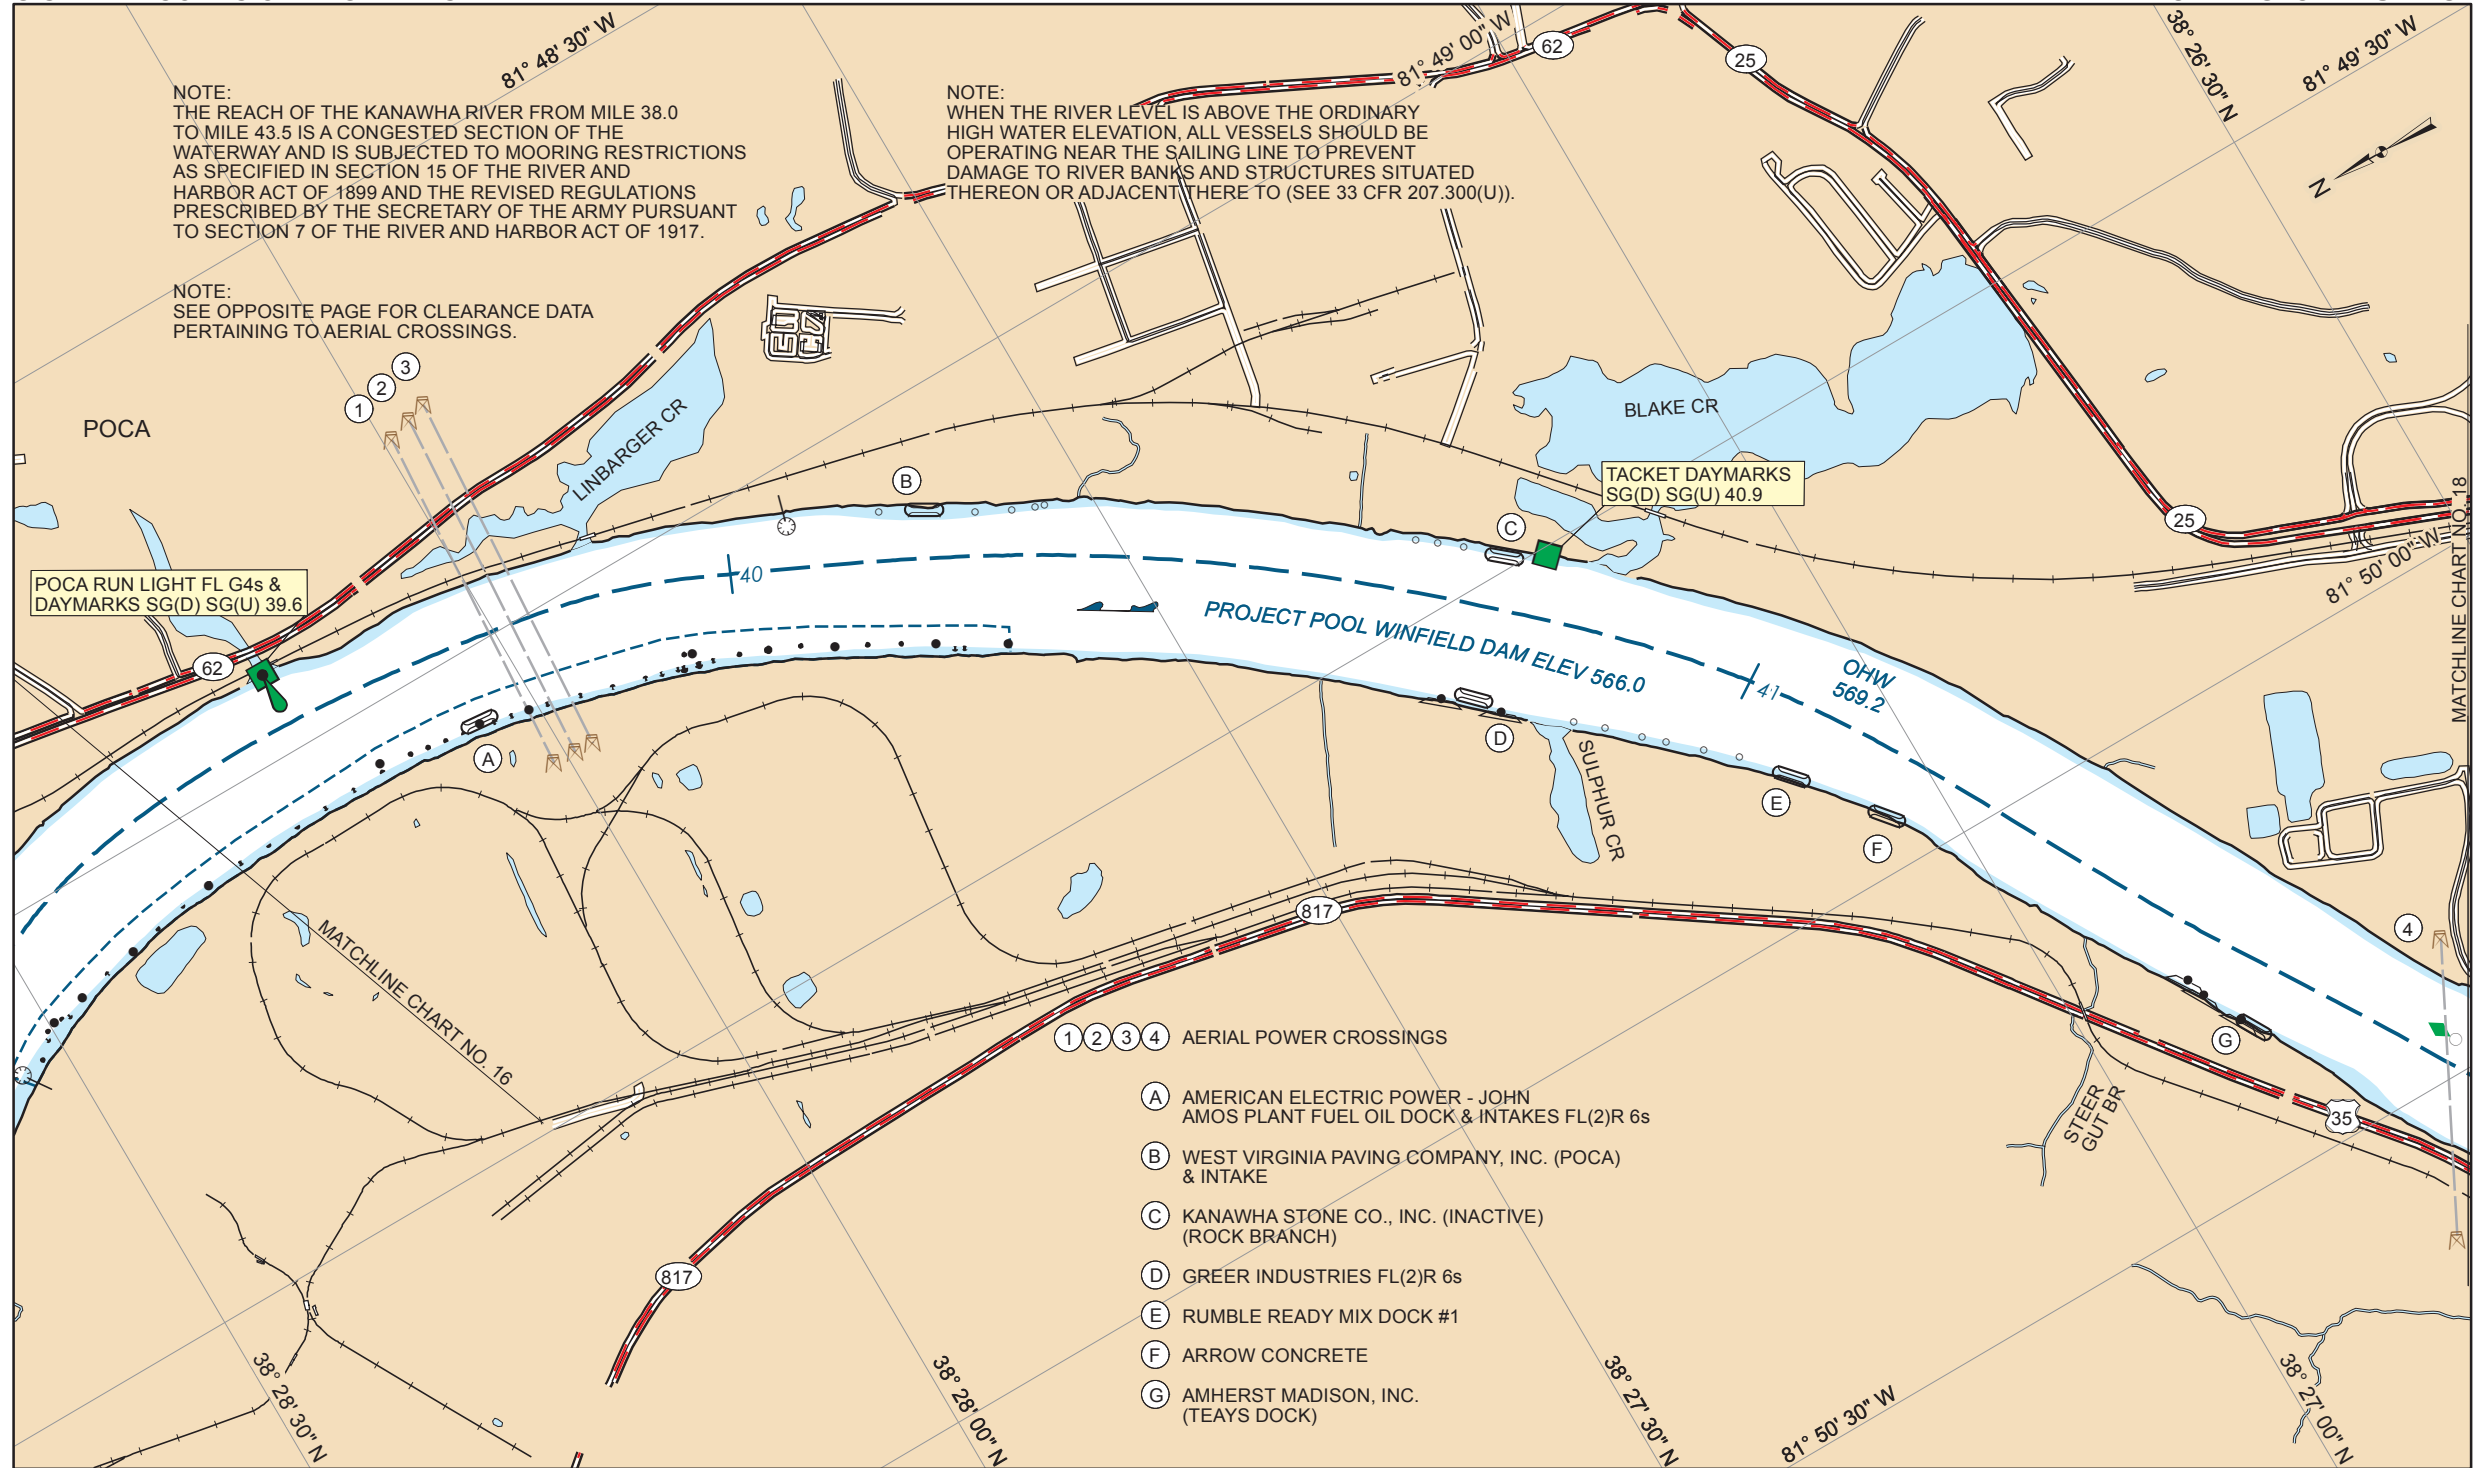 81° 48' 30" W
81° 49' 00" W
62
25
38° 26' 30" N
81° 49' 30" W
NOTE:
THE REACH OF THE KANAWHA RIVER FROM MILE 38.0
TO MILE 43.5 IS A CONGESTED SECTION OF THE
WATERWAY AND IS SUBJECTED TO MOORING RESTRICTIONS
AS SPECIFIED IN SECTION 15 OF THE RIVER AND
HARBOR ACT OF 1899 AND THE REVISED REGULATIONS
PRESCRIBED BY THE SECRETARY OF THE ARMY PURSUANT
TO SECTION 7 OF THE RIVER AND HARBOR ACT OF 1917.
NOTE:
WHEN THE RIVER LEVEL IS ABOVE THE ORDINARY
HIGH WATER ELEVATION, ALL VESSELS SHOULD BE
OPERATING NEAR THE SAILING LINE TO PREVENT
DAMAGE TO RIVER BANKS AND STRUCTURES SITUATED
THEREON OR ADJACENT THERE TO (SEE 33 CFR 207.300(U)).
N
NOTE:
SEE OPPOSITE PAGE FOR CLEARANCE DATA
PERTAINING TO AERIAL CROSSINGS.
1
2
3
POCA
LINBARGER CR
BLAKE CR
B
TACKET DAYMARKS
SG(D) SG(U) 40.9
C
25
81° 50' 00" W
MATCHLINE CHART NO. 18
POCA RUN LIGHT FL G4s &
DAYMARKS SG(D) SG(U) 39.6
62
40
PROJECT POOL WINFIELD DAM ELEV 566.0
41
OHW
569.2
A
D
SULPHUR CR
E
F
817
4
MATCHLINE CHART NO. 16
G
STEER
GUT BR
35
817
1 2 3 4 AERIAL POWER CROSSINGS
A AMERICAN ELECTRIC POWER - JOHN
AMOS PLANT FUEL OIL DOCK & INTAKES FL(2)R 6s
B WEST VIRGINIA PAVING COMPANY, INC. (POCA)
& INTAKE
C KANAWHA STONE CO., INC. (INACTIVE)
(ROCK BRANCH)
D GREER INDUSTRIES FL(2)R 6s
E RUMBLE READY MIX DOCK #1
F ARROW CONCRETE
G AMHERST MADISON, INC.
(TEAYS DOCK)
38° 28' 30" N
38° 28' 00" N
38° 27' 30" N
81° 50' 30" W
38° 27' 00" N